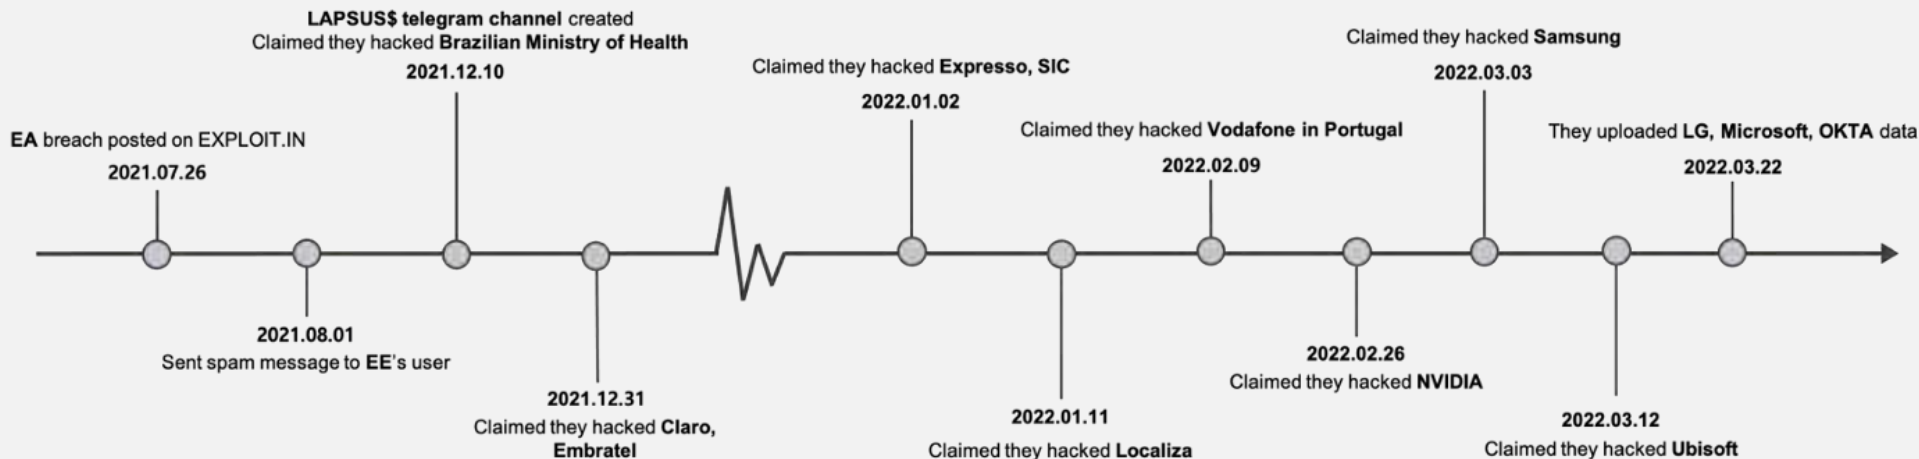 EA breach posted on EXPLOIT.IN
2021.07.26
2021.08.01
Sent spam message to EE's user
LAPSUS$ telegram channel created
Claimed they hacked Brazilian Ministry of Health
2021.12.10
2021.12.31
Claimed they hacked Claro,
Embratel
Claimed they hacked Expresso, SIC
2022.01.02
2022.01.11
Claimed they hacked Localiza
Claimed they hacked Vodafone in Portugal
2022.02.09
2022.02.26
Claimed they hacked NVIDIA
Claimed they hacked Samsung
2022.03.03
2022.03.12
Claimed they hacked Ubisoft
They uploaded LG, Microsoft, OKTA data
2022.03.22